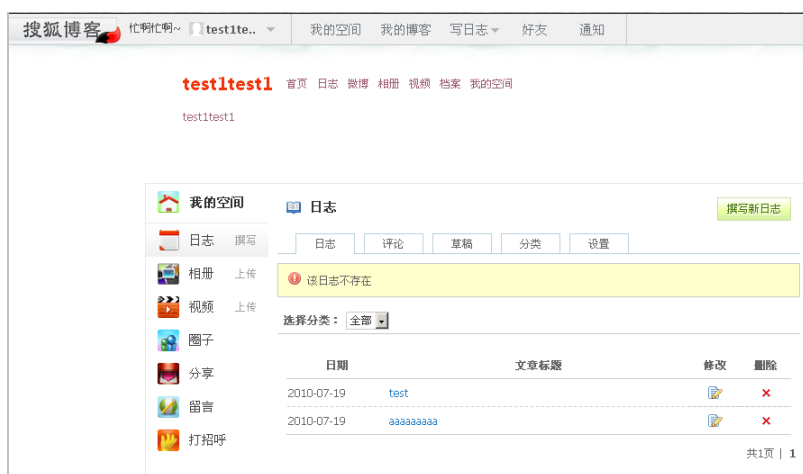 搜狐博客 忙啊忙啊~ test1te.. 我的空间 我的博客 写日志 好友 通知
test1test1 首页 日志 微博 相册 视频 档案 我的空间
test1test1
我的空间
日志 撰写
相册 上传
视频 上传
圈子
分享
留言
打招呼
日志 撰写新日志
日志 评论 草稿 分类 设置
该日志不存在
选择分类： 全部
日期 文章标题 修改 删除
2010-07-19 test
2010-07-19 aaaaaaaaa
共1页 | 1